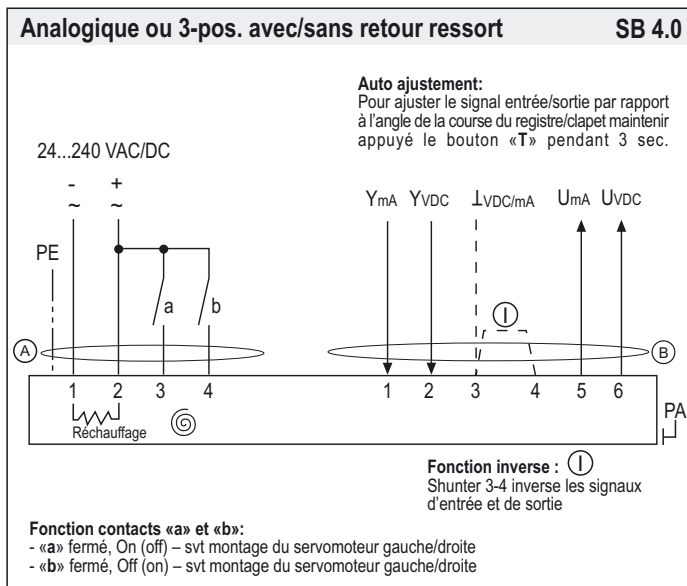 Analogique ou 3-pos. avec/sans retour ressort SB 4.0
Auto ajustement:
Pour ajuster le signal entrée/sortie par rapport
à l'angle de la course du registre/clapet maintenir
appuyé le bouton «T» pendant 3 sec.
24...240 VAC/DC
- +
~ ~
YmA YVDC ⊥VDC/mA UmA UVDC
PE
a b
I
A B
1 2 3 4 1 2 3 4 5 6
PA
Réchauffage
Fonction inverse : I
Shunter 3-4 inverse les signaux
d'entrée et de sortie
Fonction contacts «a» et «b»:
- «a» fermé, On (off) – svt montage du servomoteur gauche/droite
- «b» fermé, Off (on) – svt montage du servomoteur gauche/droite